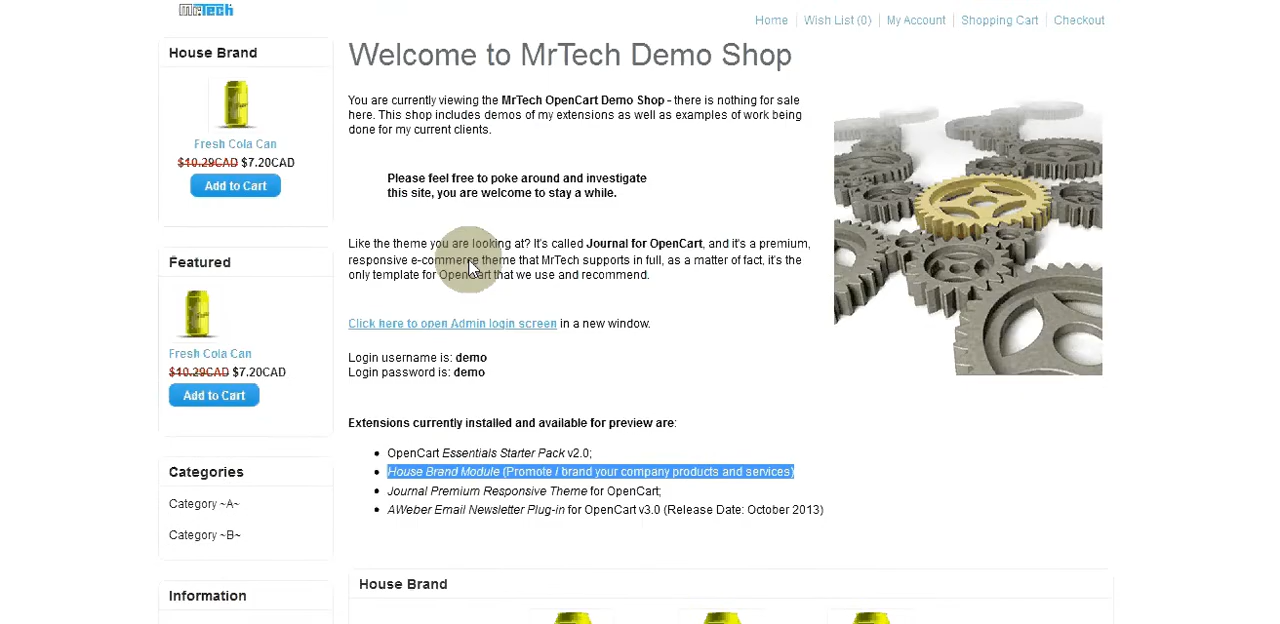 MrTech
Home
Wish List (0)
My Account
Shopping Cart
Checkout
House Brand
Fresh Cola Can
$10.29CAD $7.20CAD
Add to Cart
Featured
Fresh Cola Can
$10.29CAD $7.20CAD
Add to Cart
Categories
Category ~A~
Category ~B~
Information
Welcome to MrTech Demo Shop
You are currently viewing the MrTech OpenCart Demo Shop - there is nothing for sale
here. This shop includes demos of my extensions as well as examples of work being
done for my current clients.
Please feel free to poke around and investigate
this site, you are welcome to stay a while.
Like the theme you are looking at? It's called Journal for OpenCart, and it's a premium,
responsive e-commerce theme that MrTech supports in full, as a matter of fact, it's the
only template for OpenCart that we use and recommend.
Click here to open Admin login screen in a new window.
Login username is: demo
Login password is: demo
Extensions currently installed and available for preview are:
OpenCart Essentials Starter Pack v2.0;
House Brand Module (Promote / brand your company products and services)
Journal Premium Responsive Theme for OpenCart;
AWeber Email Newsletter Plug-in for OpenCart v3.0 (Release Date: October 2013)
House Brand